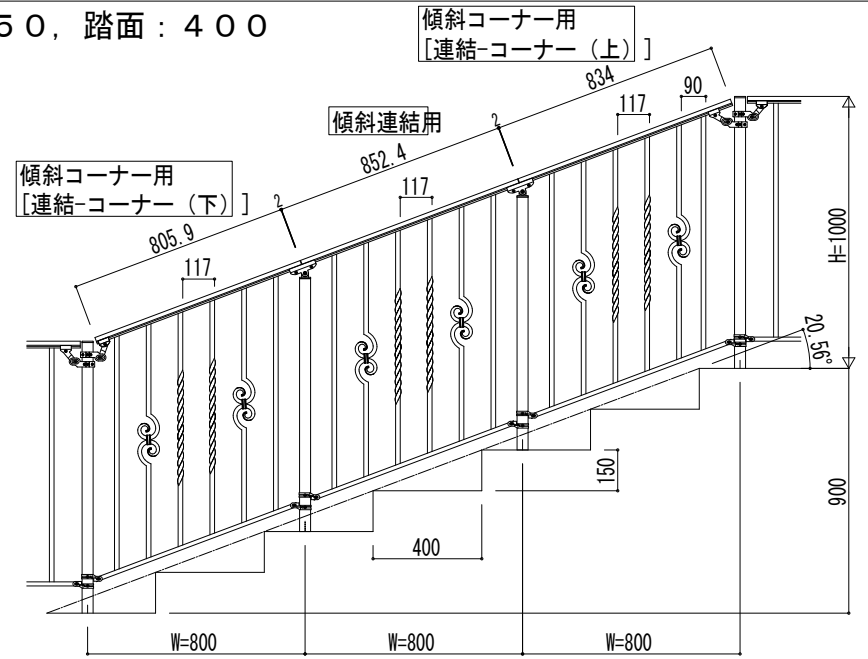 50, 踏面：４００
傾斜コーナー用
[連結-コーナー（上）]
834
90
117
傾斜連結用
2
852.4
傾斜コーナー用
[連結-コーナー（下）]
2
117
805.9
117
H=1000
20.56°
150
900
400
W=800
W=800
W=800